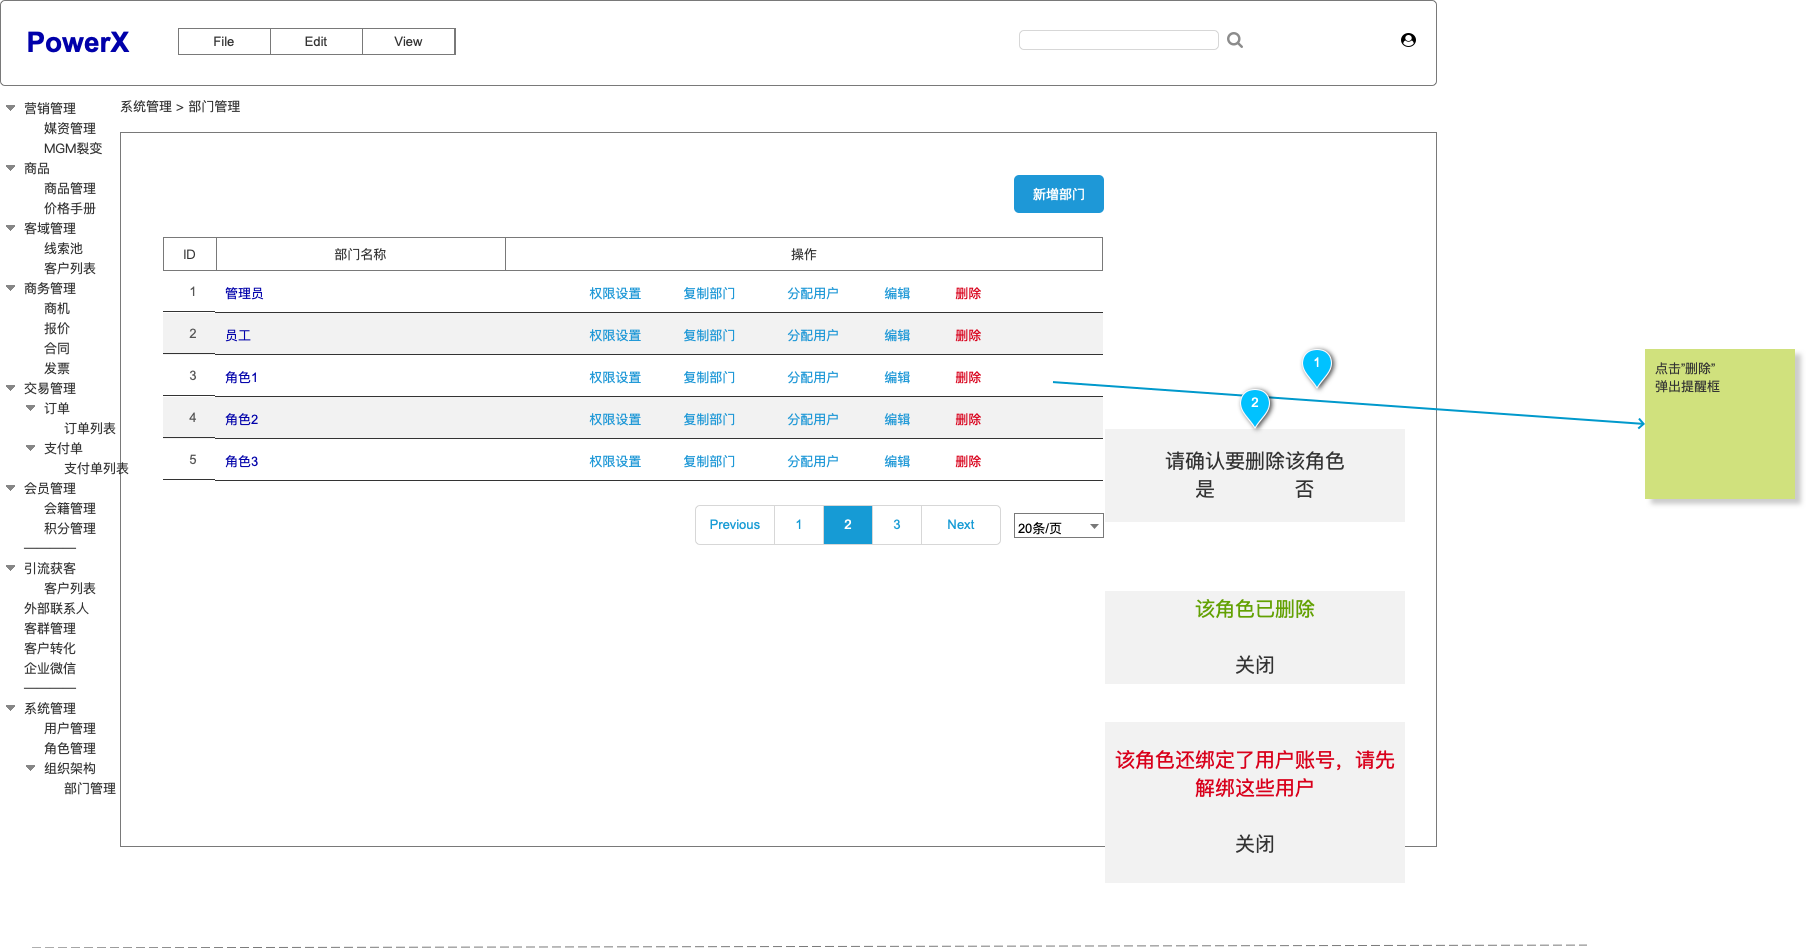 PowerX
File Edit View
系统管理 > 部门管理
营销管理
媒资管理
MGM裂变
商品
商品管理
价格手册
客域管理
线索池
客户列表
商务管理
商机
报价
合同
发票
交易管理
订单
订单列表
支付单
支付单列表
会员管理
会籍管理
积分管理
引流获客
客户列表
外部联系人
客群管理
客户转化
企业微信
系统管理
用户管理
角色管理
组织架构
部门管理
新增部门
ID 部门名称 操作
1 管理员 权限设置 复制部门 分配用户 编辑 删除
2 员工 权限设置 复制部门 分配用户 编辑 删除
3 角色1 权限设置 复制部门 分配用户 编辑 删除
4 角色2 权限设置 复制部门 分配用户 编辑 删除
5 角色3 权限设置 复制部门 分配用户 编辑 删除
Previous 1 2 3 Next 20条/页
1
2
请确认要删除该角色
是 否
该角色已删除
关闭
该角色还绑定了用户账号，请先
解绑这些用户
关闭
点击”删除”
弹出提醒框